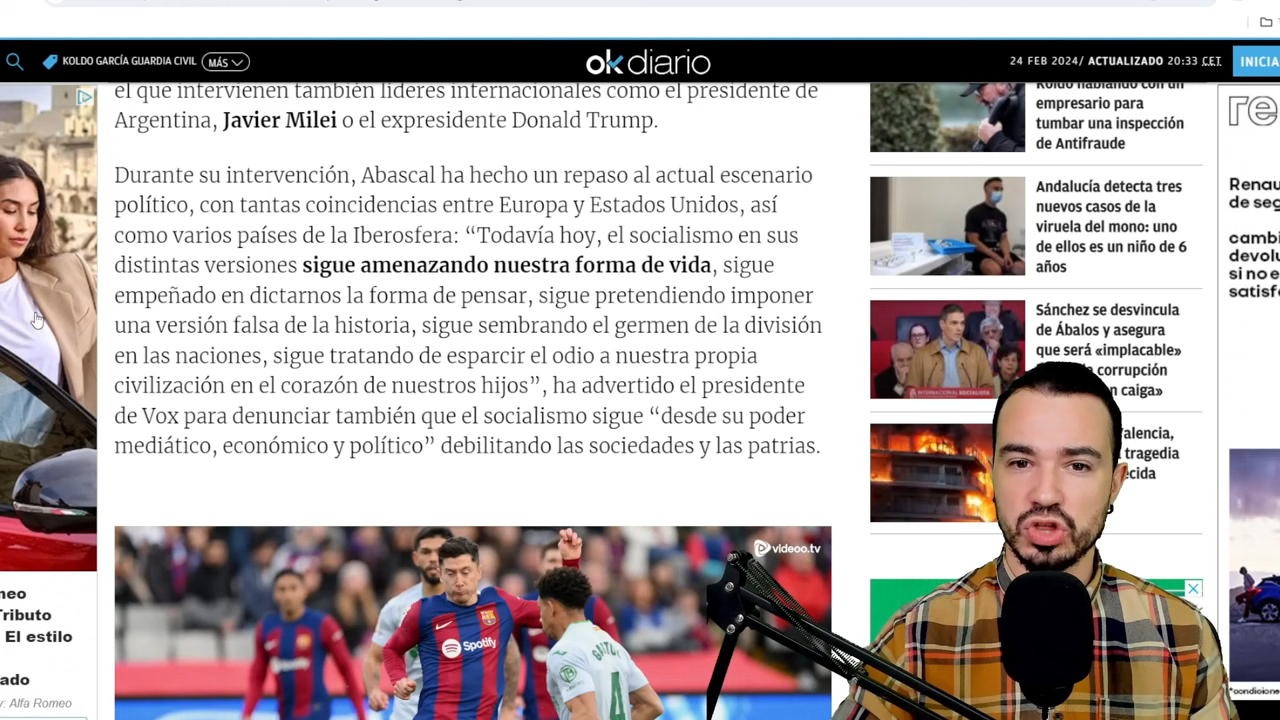 KOLDO GARCÍA GUARDIA CIVIL
MÁS
okdiario
24 FEB 2024/ ACTUALIZADO 20:33 CET
INICIA
el que intervienen también líderes internacionales como el presidente de
Argentina, Javier Milei o el expresidente Donald Trump.
Durante su intervención, Abascal ha hecho un repaso al actual escenario
político, con tantas coincidencias entre Europa y Estados Unidos, así
como varios países de la Iberosfera: “Todavía hoy, el socialismo en sus
distintas versiones sigue amenazando nuestra forma de vida, sigue
empeñado en dictarnos la forma de pensar, sigue pretendiendo imponer
una versión falsa de la historia, sigue sembrando el germen de la división
en las naciones, sigue tratando de esparcir el odio a nuestra propia
civilización en el corazón de nuestros hijos”, ha advertido el presidente
de Vox para denunciar también que el socialismo sigue “desde su poder
mediático, económico y político” debilitando las sociedades y las patrias.
videoo.tv
Spotify
4
Koldo hablando con un
empresario para
tumbar una inspección
de Antifraude
Andalucía detecta tres
nuevos casos de la
viruela del mono: uno
de ellos es un niño de 6
años
Sánchez se desvincula
de Ábalos y asegura
que será «implacable»
corrupción
caiga»
Valencia,
tragedia
ecida
re
Renau
de seg
cambi
devolu
si no e
satisf
*condicione
neo
Tributo
El estilo
ado
y: Alfa Romeo